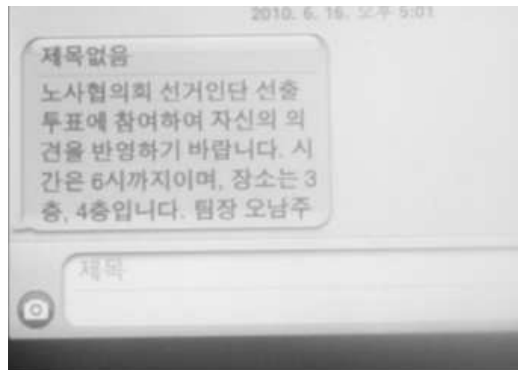 2010. 6. 16. 오후 5:01
제목없음
노사협의회 선거인단 선출
투표에 참여하여 자신의 의
견을 반영하기 바랍니다. 시
간은 6시까지이며, 장소는 3
층, 4층입니다. 팀장 오남주
제목